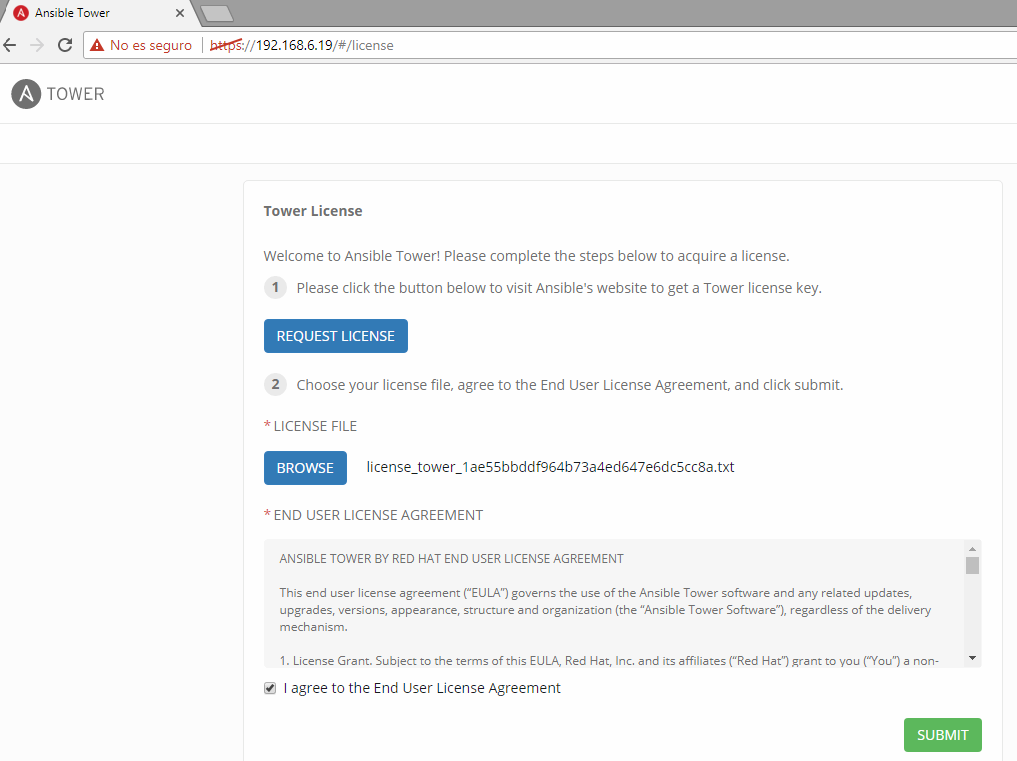 Ansible Tower
No es seguro https://192.168.6.19/#/license
A TOWER
Tower License
Welcome to Ansible Tower! Please complete the steps below to acquire a license.
1 Please click the button below to visit Ansible's website to get a Tower license key.
REQUEST LICENSE
2 Choose your license file, agree to the End User License Agreement, and click submit.
* LICENSE FILE
BROWSE license_tower_1ae55bbddf964b73a4ed647e6dc5cc8a.txt
* END USER LICENSE AGREEMENT
ANSIBLE TOWER BY RED HAT END USER LICENSE AGREEMENT
This end user license agreement (“EULA”) governs the use of the Ansible Tower software and any related updates,
upgrades, versions, appearance, structure and organization (the “Ansible Tower Software”), regardless of the delivery
mechanism.
1. License Grant. Subject to the terms of this EULA, Red Hat, Inc. and its affiliates (“Red Hat”) grant to you (“You”) a non-
I agree to the End User License Agreement
SUBMIT